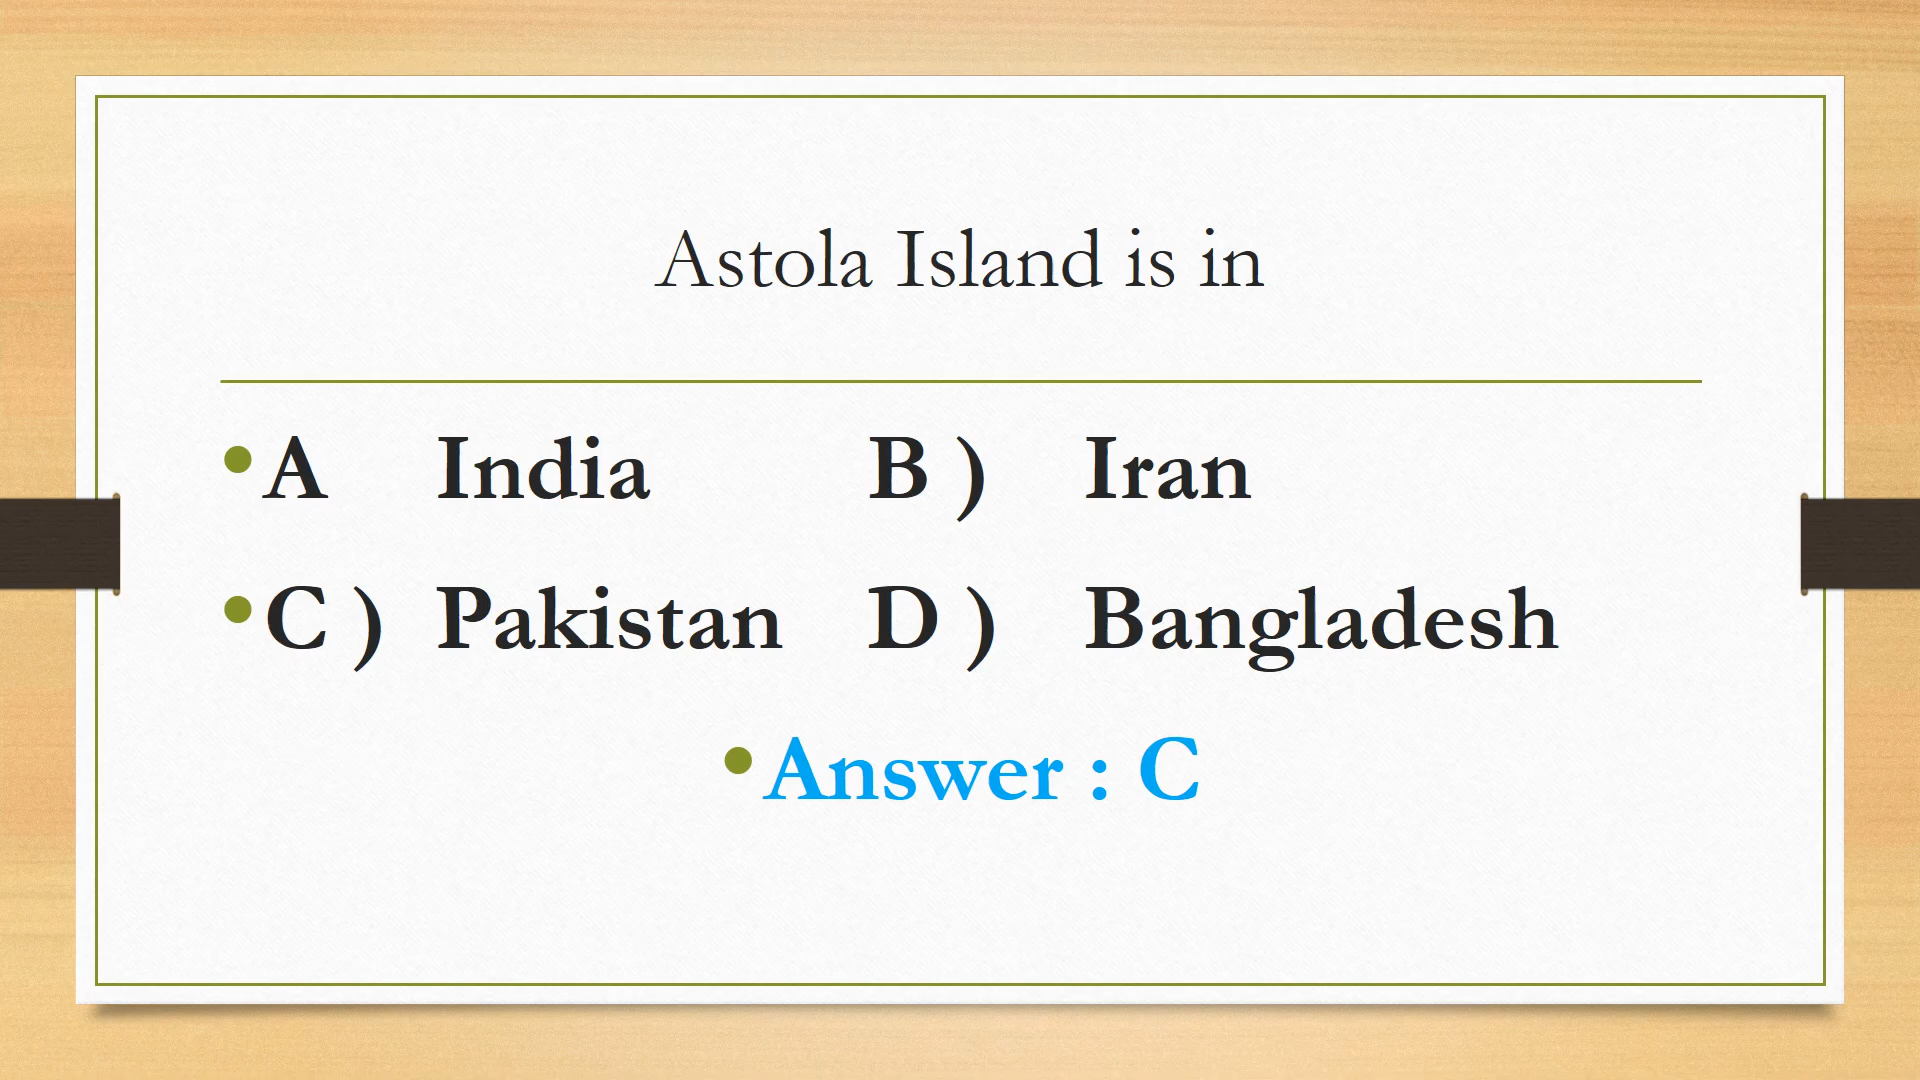 Astola Island is in
• A India B ) Iran
• C ) Pakistan D ) Bangladesh
• Answer : C